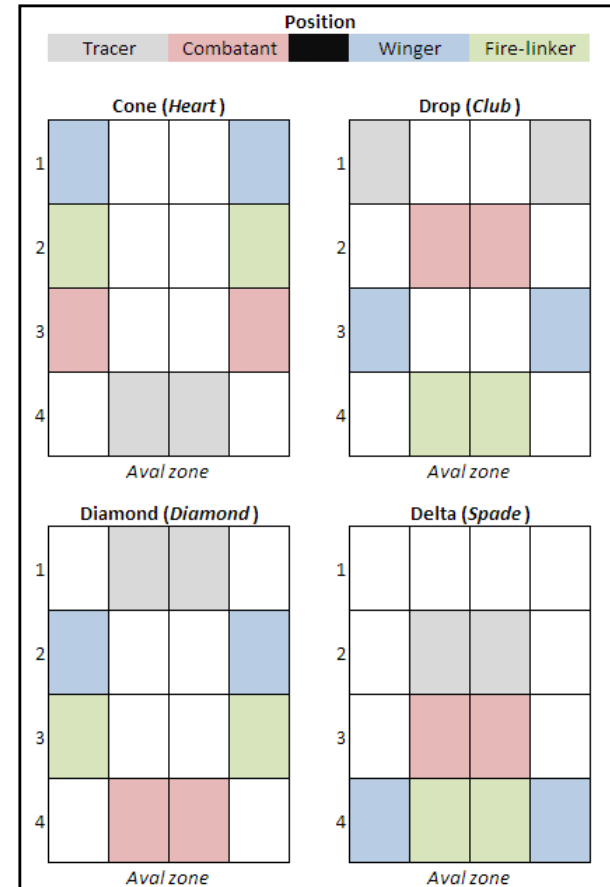 Position
Tracer Combatant Winger Fire-linker
Cone (Heart) Drop (Club)
1 1
2 2
3 3
4 4
Aval zone Aval zone
Diamond (Diamond) Delta (Spade)
1 1
2 2
3 3
4 4
Aval zone Aval zone